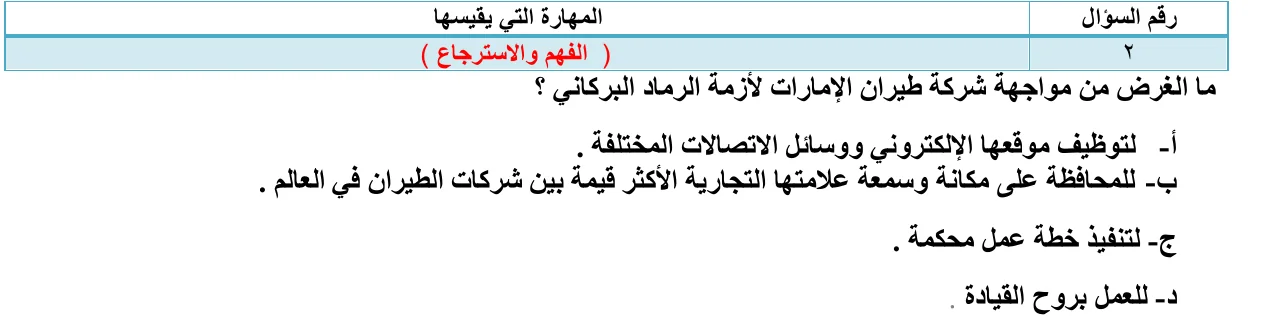 رقم السؤال المهارة التي يقيسها
٢ ( الفهم والاسترجاع )
ما الغرض من مواجهة شركة طيران الإمارات لأزمة الرماد البركاني ؟
أ- لتوظيف موقعها الإلكتروني ووسائل الاتصالات المختلفة .
ب- للمحافظة على مكانة وسمعة علامتها التجارية الأكثر قيمة بين شركات الطيران في العالم .
ج- لتنفيذ خطة عمل محكمة .
د- للعمل بروح القيادة .